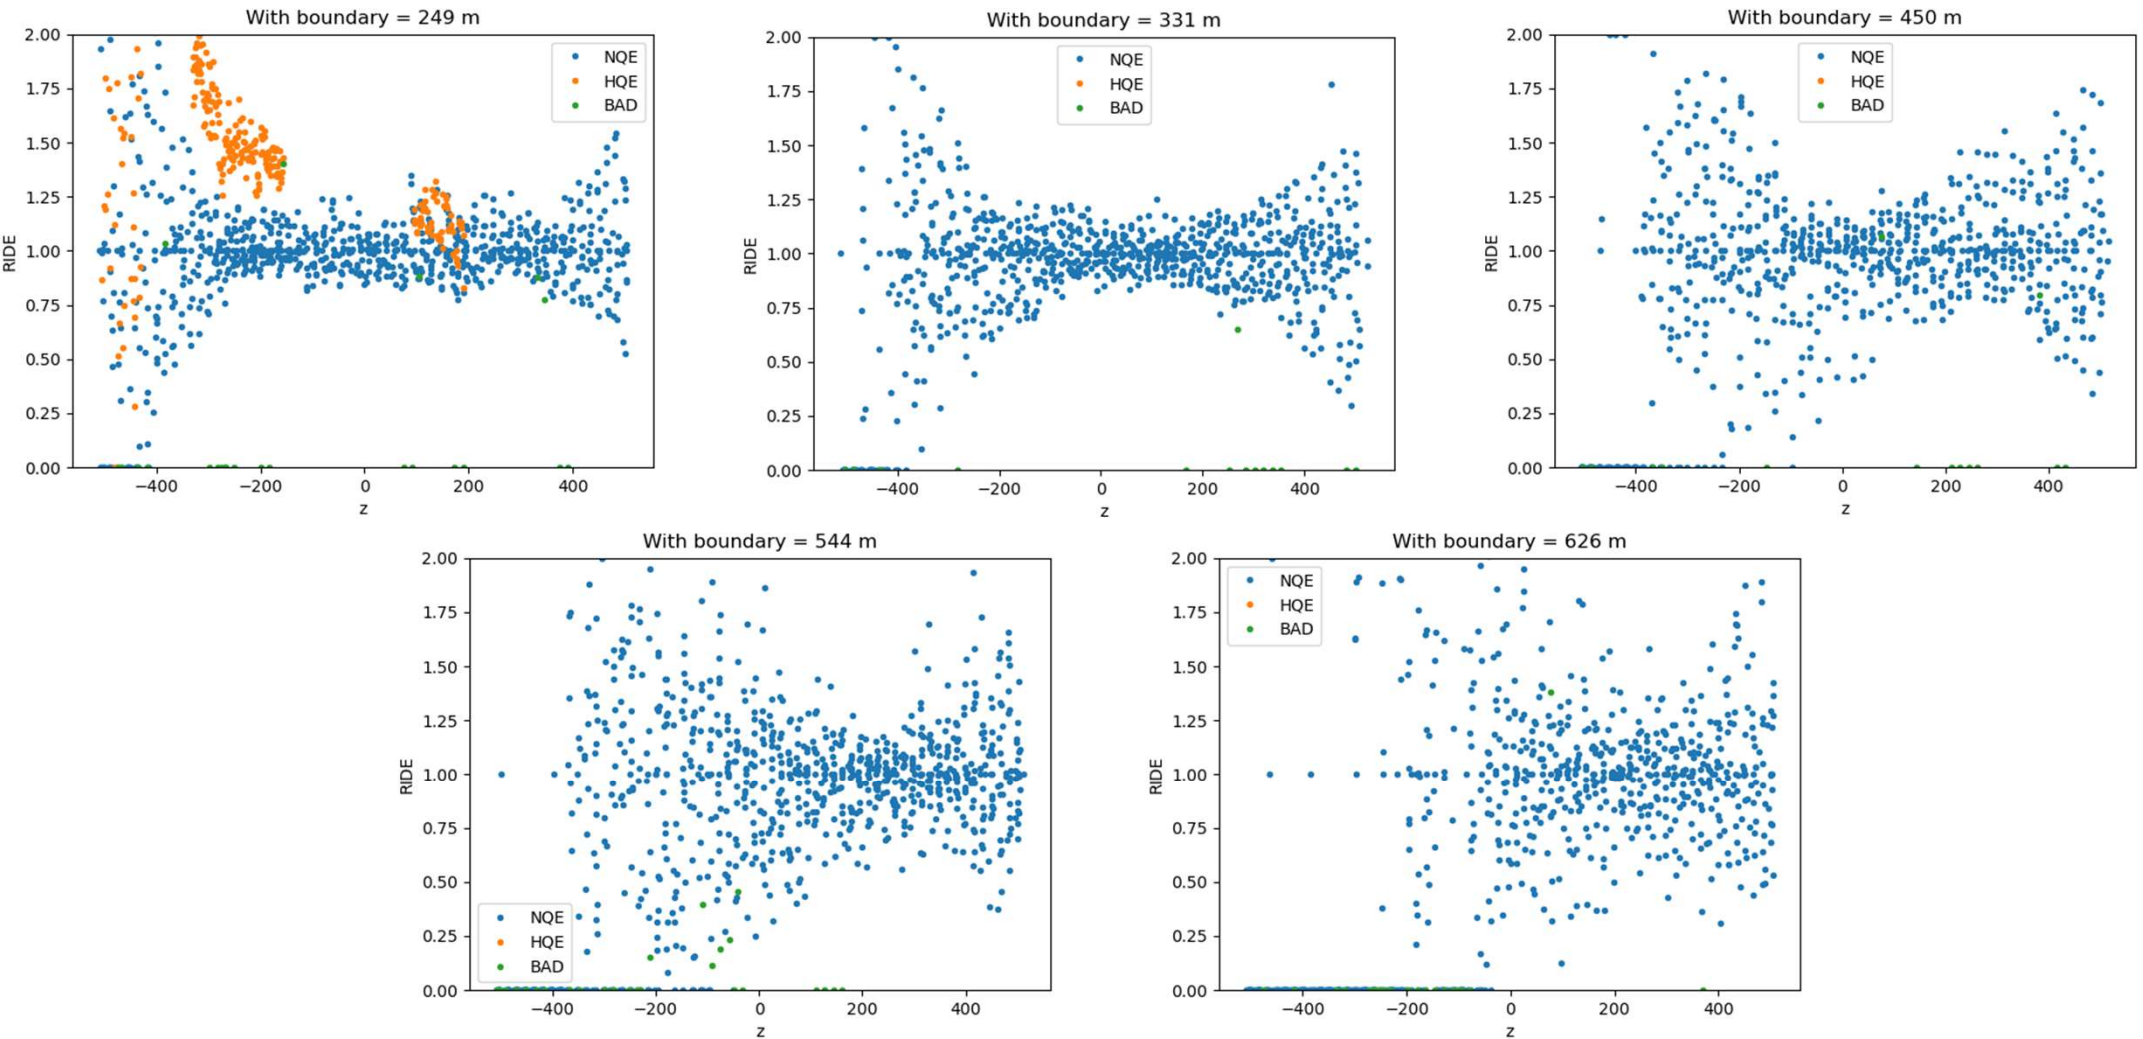 With boundary = 249 m
2.00
1.75
1.50
1.25
1.00
0.75
0.50
0.25
0.00
RIDE
−400 −200 0 200 400
z
NQE
HQE
BAD
With boundary = 331 m
2.00
1.75
1.50
1.25
1.00
0.75
0.50
0.25
0.00
RIDE
−400 −200 0 200 400
z
NQE
HQE
BAD
With boundary = 450 m
2.00
1.75
1.50
1.25
1.00
0.75
0.50
0.25
0.00
RIDE
−400 −200 0 200 400
z
NQE
HQE
BAD
With boundary = 544 m
2.00
1.75
1.50
1.25
1.00
0.75
0.50
0.25
0.00
RIDE
−400 −200 0 200 400
z
NQE
HQE
BAD
With boundary = 626 m
2.00
1.75
1.50
1.25
1.00
0.75
0.50
0.25
0.00
RIDE
−400 −200 0 200 400
z
NQE
HQE
BAD